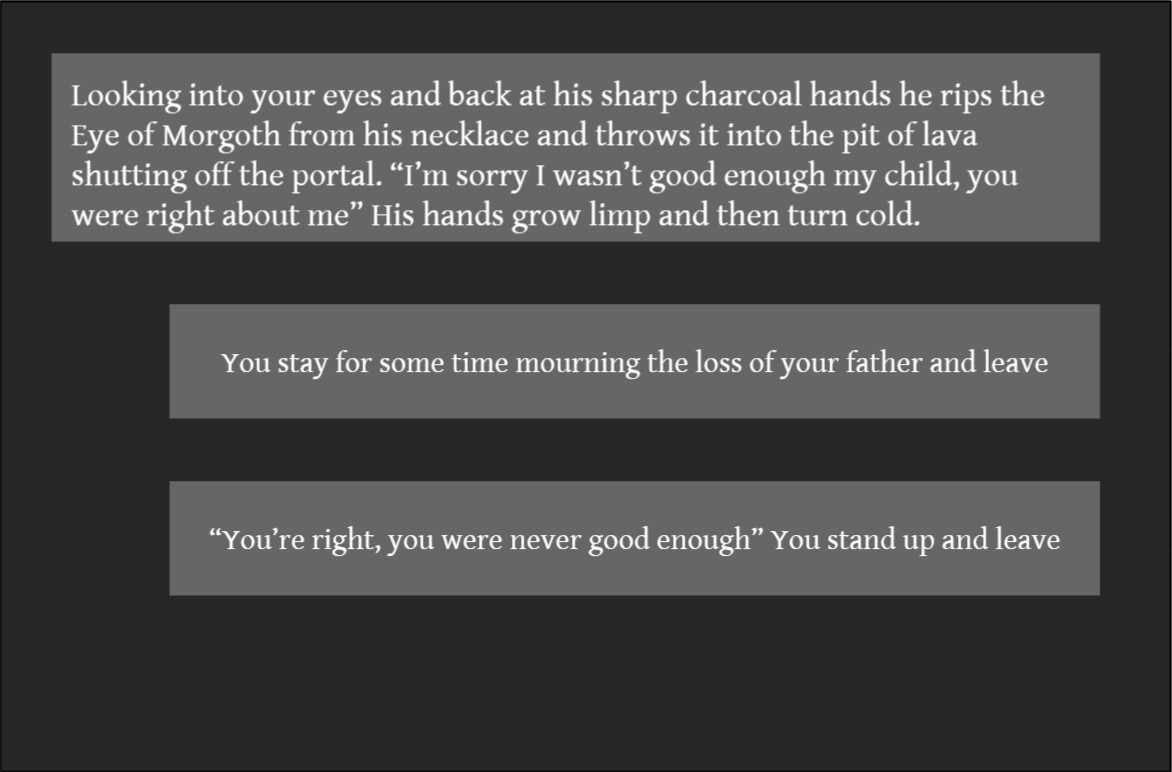 Looking into your eyes and back at his sharp charcoal hands he rips the
Eye of Morgoth from his necklace and throws it into the pit of lava
shutting off the portal. “I’m sorry I wasn’t good enough my child, you
were right about me” His hands grow limp and then turn cold.
You stay for some time mourning the loss of your father and leave
“You’re right, you were never good enough” You stand up and leave